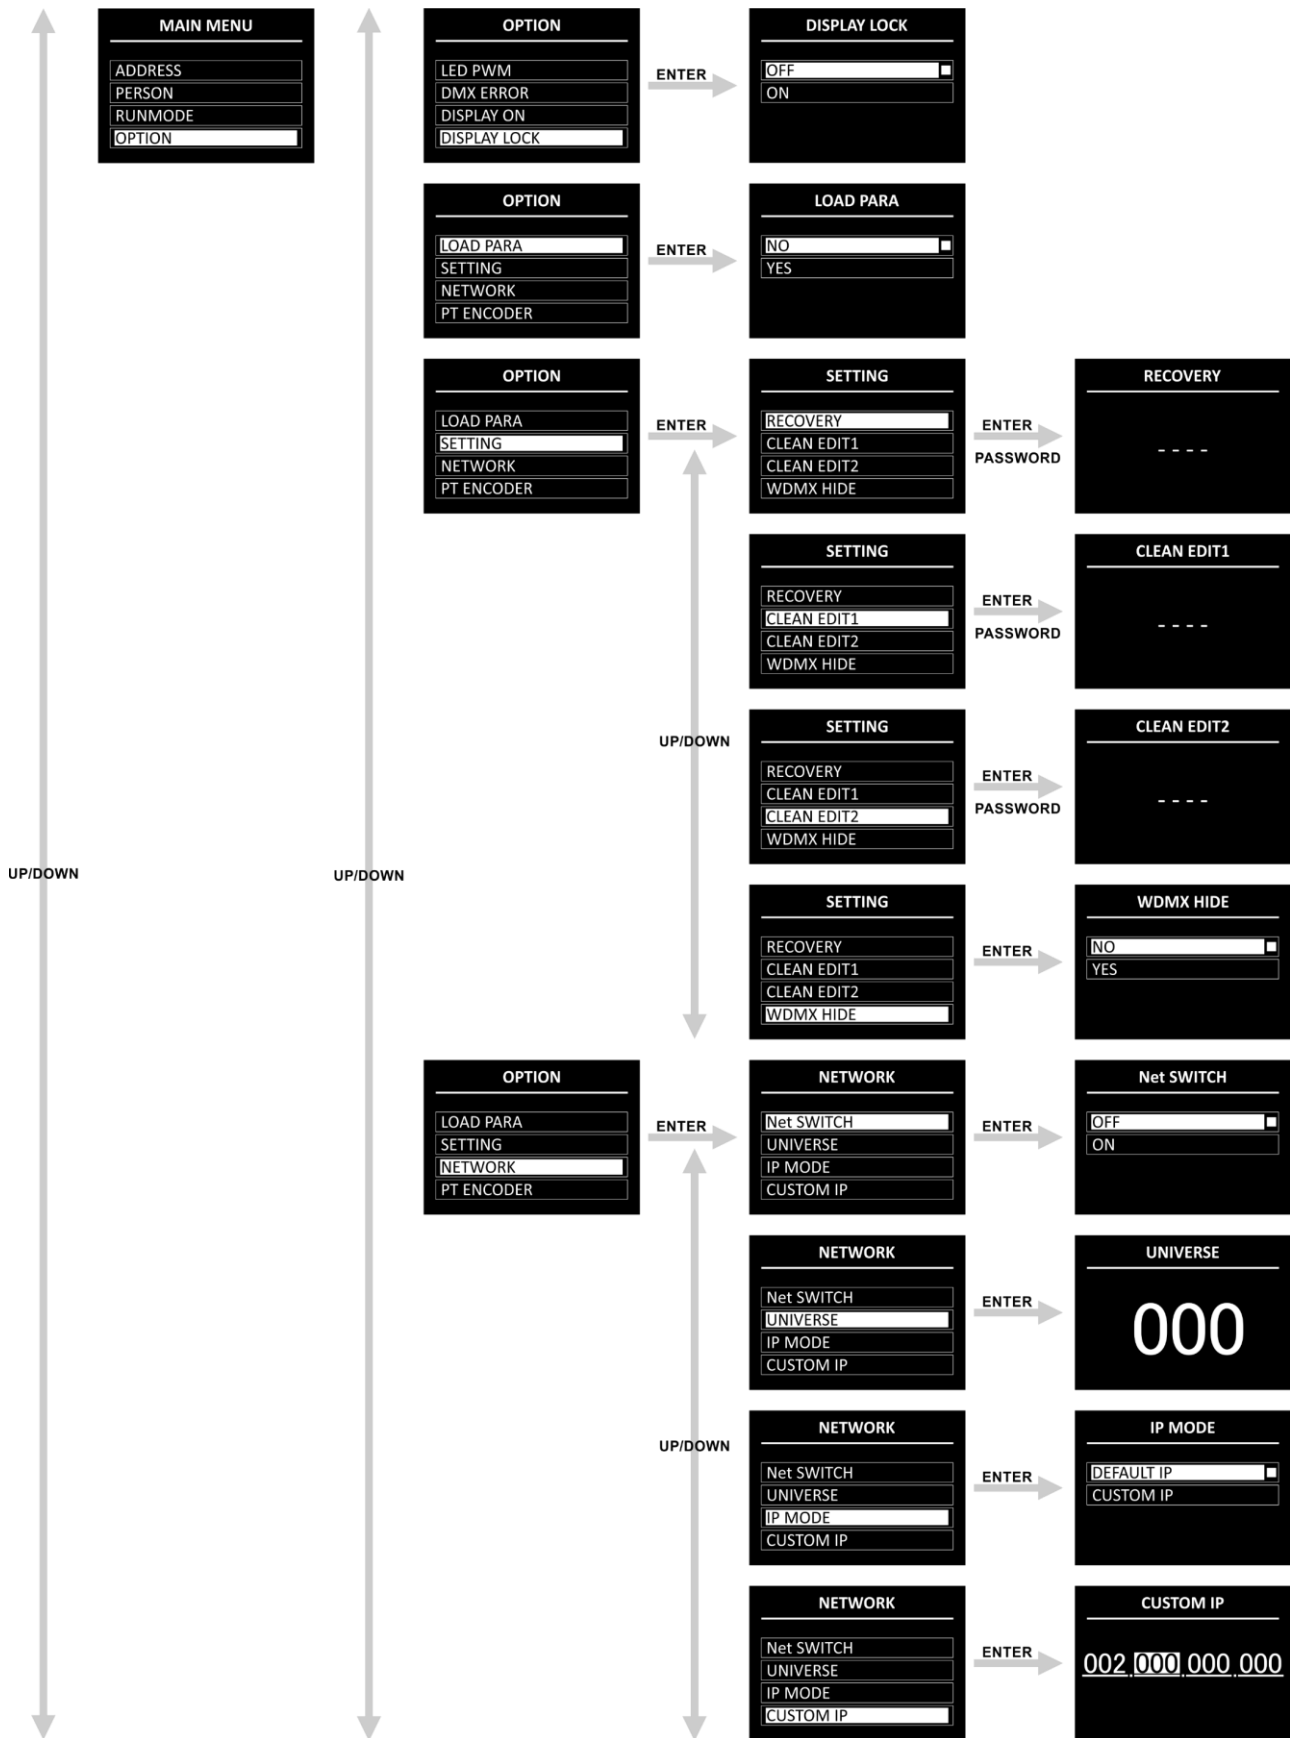 MAIN MENU
ADDRESS
PERSON
RUNMODE
OPTION
OPTION
LED PWM
DMX ERROR
DISPLAY ON
DISPLAY LOCK
ENTER
DISPLAY LOCK
OFF
ON
OPTION
LOAD PARA
SETTING
NETWORK
PT ENCODER
ENTER
LOAD PARA
NO
YES
OPTION
LOAD PARA
SETTING
NETWORK
PT ENCODER
ENTER
SETTING
RECOVERY
CLEAN EDIT1
CLEAN EDIT2
WDMX HIDE
ENTER
PASSWORD
RECOVERY
- - - -
SETTING
RECOVERY
CLEAN EDIT1
CLEAN EDIT2
WDMX HIDE
ENTER
PASSWORD
CLEAN EDIT1
- - - -
UP/DOWN
SETTING
RECOVERY
CLEAN EDIT1
CLEAN EDIT2
WDMX HIDE
ENTER
PASSWORD
CLEAN EDIT2
- - - -
UP/DOWN
UP/DOWN
SETTING
RECOVERY
CLEAN EDIT1
CLEAN EDIT2
WDMX HIDE
ENTER
WDMX HIDE
NO
YES
OPTION
LOAD PARA
SETTING
NETWORK
PT ENCODER
ENTER
NETWORK
Net SWITCH
UNIVERSE
IP MODE
CUSTOM IP
ENTER
Net SWITCH
OFF
ON
NETWORK
Net SWITCH
UNIVERSE
IP MODE
CUSTOM IP
ENTER
UNIVERSE
000
UP/DOWN
NETWORK
Net SWITCH
UNIVERSE
IP MODE
CUSTOM IP
ENTER
IP MODE
DEFAULT IP
CUSTOM IP
NETWORK
Net SWITCH
UNIVERSE
IP MODE
CUSTOM IP
ENTER
CUSTOM IP
002.000.000.000